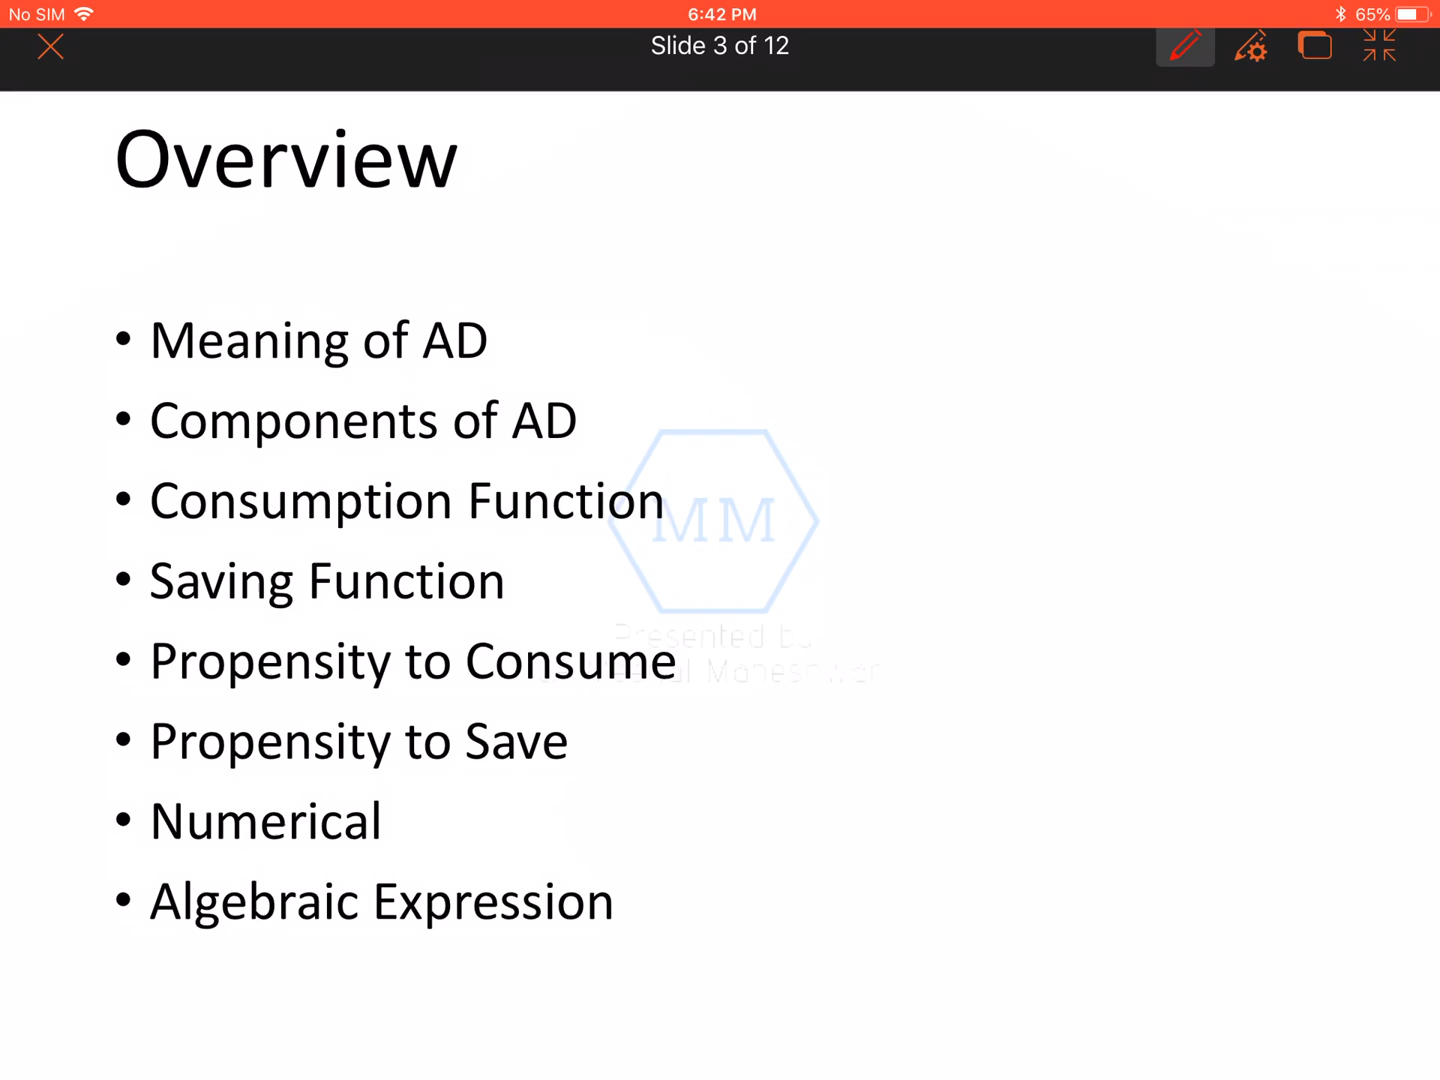 No SIM
6:42 PM
65%
Slide 3 of 12
Overview
• Meaning of AD
• Components of AD
• Consumption Function
• Saving Function
• Propensity to Consume
• Propensity to Save
• Numerical
• Algebraic Expression
MM
Presented